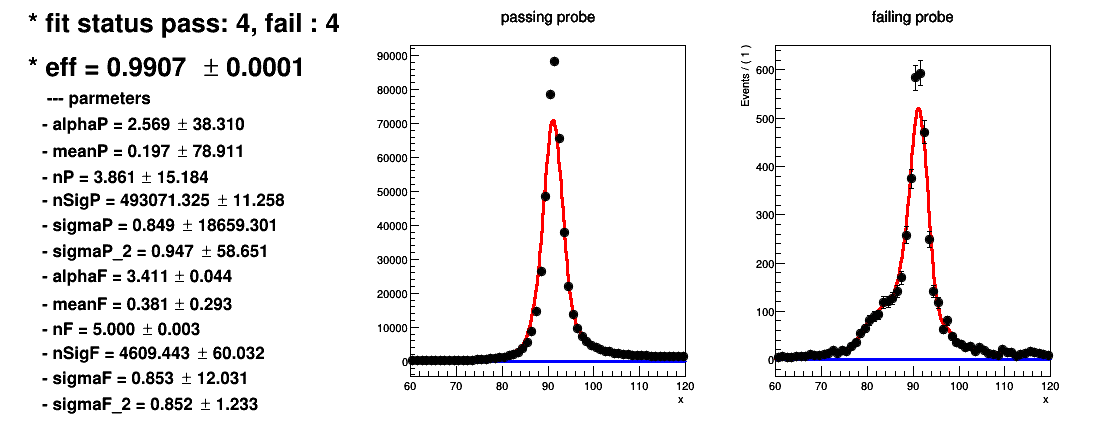 * fit status pass: 4, fail : 4
* eff = 0.9907 ± 0.0001
--- parmeters
- alphaP = 2.569 ± 38.310
- meanP = 0.197 ± 78.911
- nP = 3.861 ± 15.184
- nSigP = 493071.325 ± 11.258
- sigmaP = 0.849 ± 18659.301
- sigmaP_2 = 0.947 ± 58.651
- alphaF = 3.411 ± 0.044
- meanF = 0.381 ± 0.293
- nF = 5.000 ± 0.003
- nSigF = 4609.443 ± 60.032
- sigmaF = 0.853 ± 12.031
- sigmaF_2 = 0.852 ± 1.233
passing probe
90000
80000
70000
60000
50000
40000
30000
20000
10000
0
60 70 80 90 100 110 120
x
failing probe
Events / ( 1 )
600
500
400
300
200
100
0
60 70 80 90 100 110 120
x